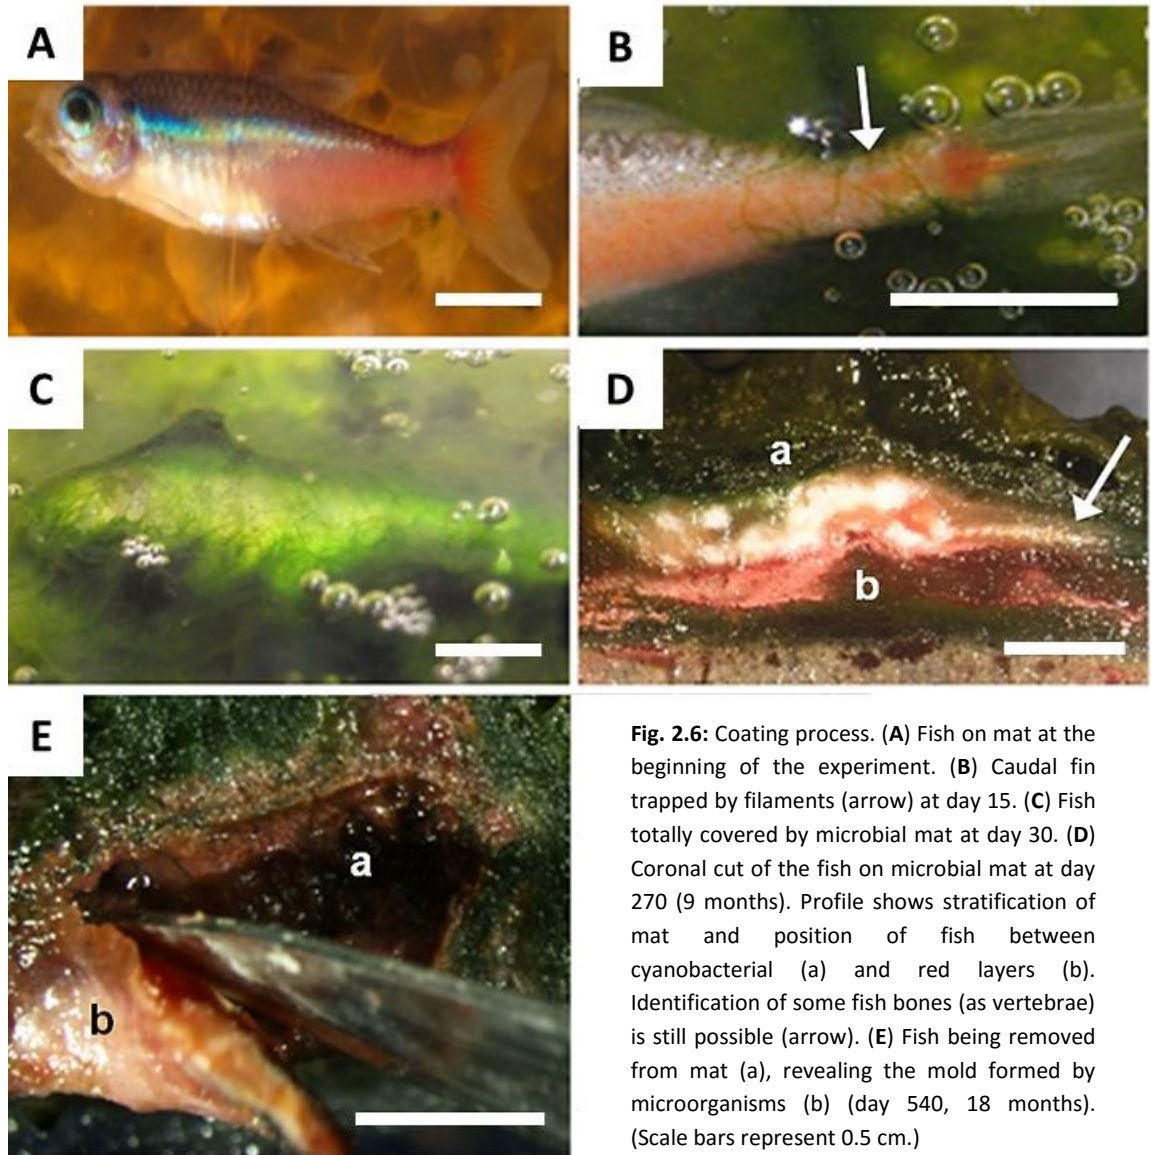 A
B
C
D
a
b
E
a
b
Fig. 2.6: Coating process. (A) Fish on mat at the
beginning of the experiment. (B) Caudal fin
trapped by filaments (arrow) at day 15. (C) Fish
totally covered by microbial mat at day 30. (D)
Coronal cut of the fish on microbial mat at day
270 (9 months). Profile shows stratification of
mat and position of fish between
cyanobacterial (a) and red layers (b).
Identification of some fish bones (as vertebrae)
is still possible (arrow). (E) Fish being removed
from mat (a), revealing the mold formed by
microorganisms (b) (day 540, 18 months).
(Scale bars represent 0.5 cm.)